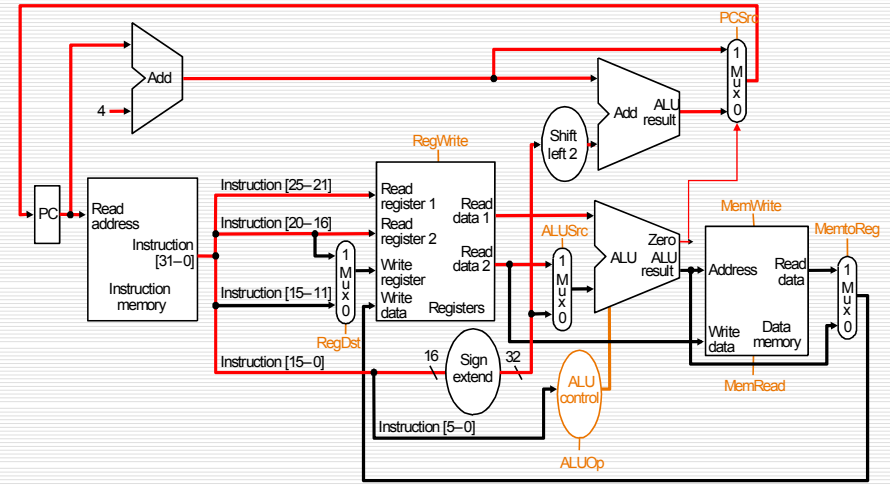 PCSrc
1
Mux
0
Add
4
Add
ALU
result
Shift
left 2
RegWrite
Instruction [25–21]
Read
register 1
Read
data 1
PC
Read
address
Instruction
[31–0]
Instruction
memory
Instruction [20–16]
Read
register 2
Read
data 2
1
Mux
0
RegDst
Write
register
Instruction [15–11]
Write
data
Registers
ALUSrc
1
Mux
0
Zero
ALU
ALU
result
MemWrite
Address
Read
data
Write
data
Data
memory
MemRead
MemtoReg
1
Mux
0
Instruction [15–0]
16
Sign
extend
32
ALU
control
Instruction [5–0]
ALUOp